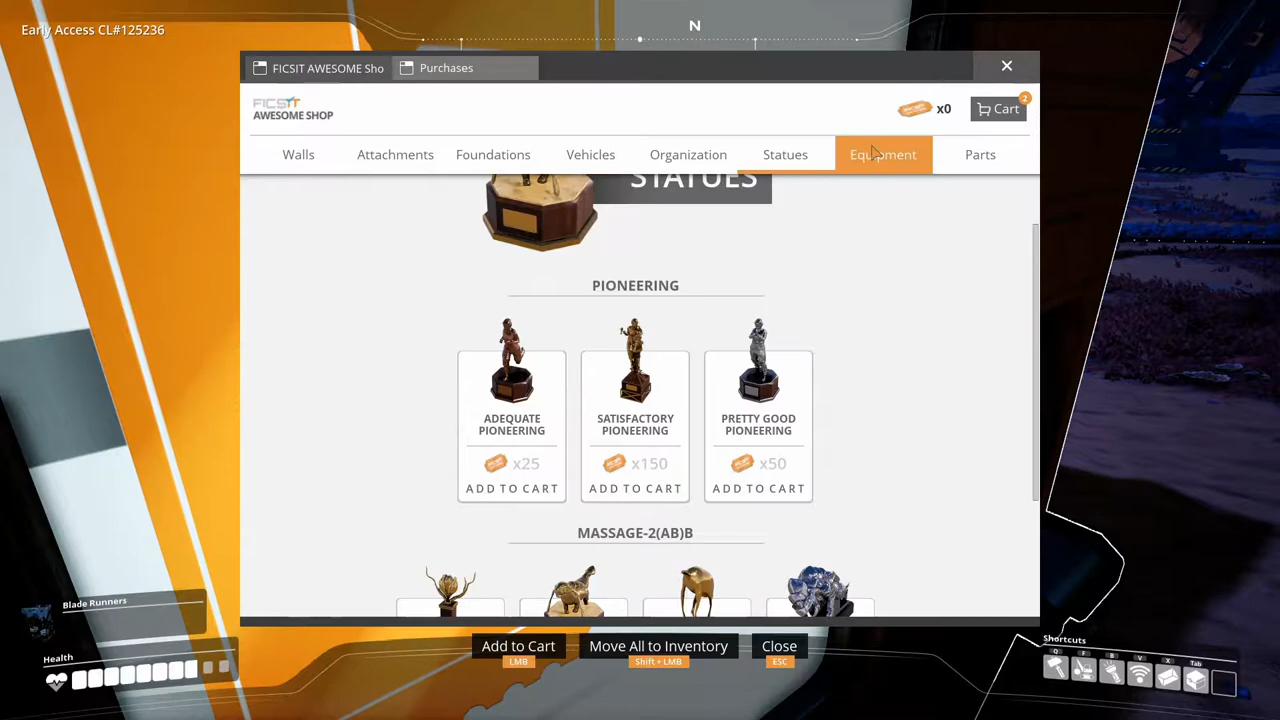 Early Access CL#125236
N
FICSIT AWESOME Sho
Purchases
FICSIT
AWESOME SHOP
x0
Cart
2
Walls
Attachments
Foundations
Vehicles
Organization
Statues
Equipment
Parts
STATUES
PIONEERING
ADEQUATE
PIONEERING
x25
ADD TO CART
SATISFACTORY
PIONEERING
x150
ADD TO CART
PRETTY GOOD
PIONEERING
x50
ADD TO CART
MASSAGE-2(AB)B
Blade Runners
Health
Add to Cart
LMB
Move All to Inventory
Shift + LMB
Close
ESC
Shortcuts
Q
F
B
V
X
Tab